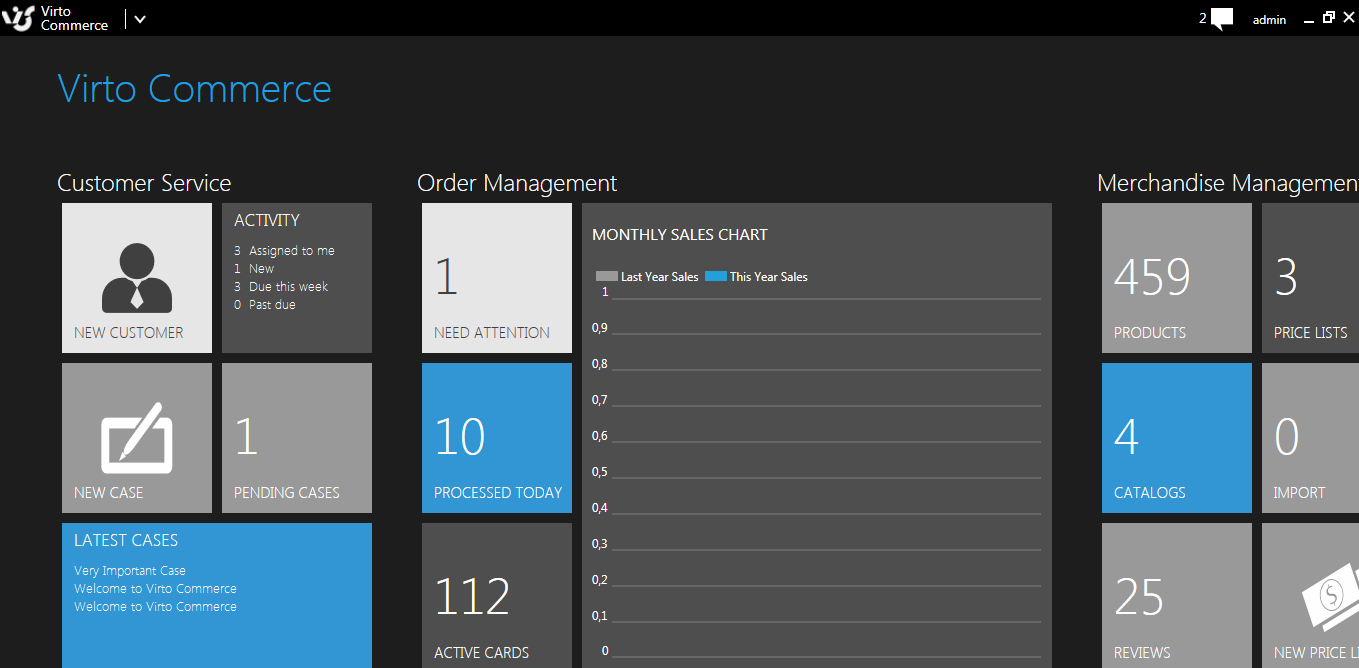 Virto
Commerce
2
admin
Virto Commerce
Customer Service
NEW CUSTOMER
ACTIVITY
3 Assigned to me
1 New
3 Due this week
0 Past due
NEW CASE
1
PENDING CASES
LATEST CASES
Very Important Case
Welcome to Virto Commerce
Welcome to Virto Commerce
Order Management
1
NEED ATTENTION
10
PROCESSED TODAY
112
ACTIVE CARDS
MONTHLY SALES CHART
Last Year Sales This Year Sales
1
0,9
0,8
0,7
0,6
0,5
0,4
0,3
0,2
0,1
0
Merchandise Managemen
459
PRODUCTS
3
PRICE LISTS
4
CATALOGS
0
IMPORT
25
REVIEWS
$
NEW PRICE LI